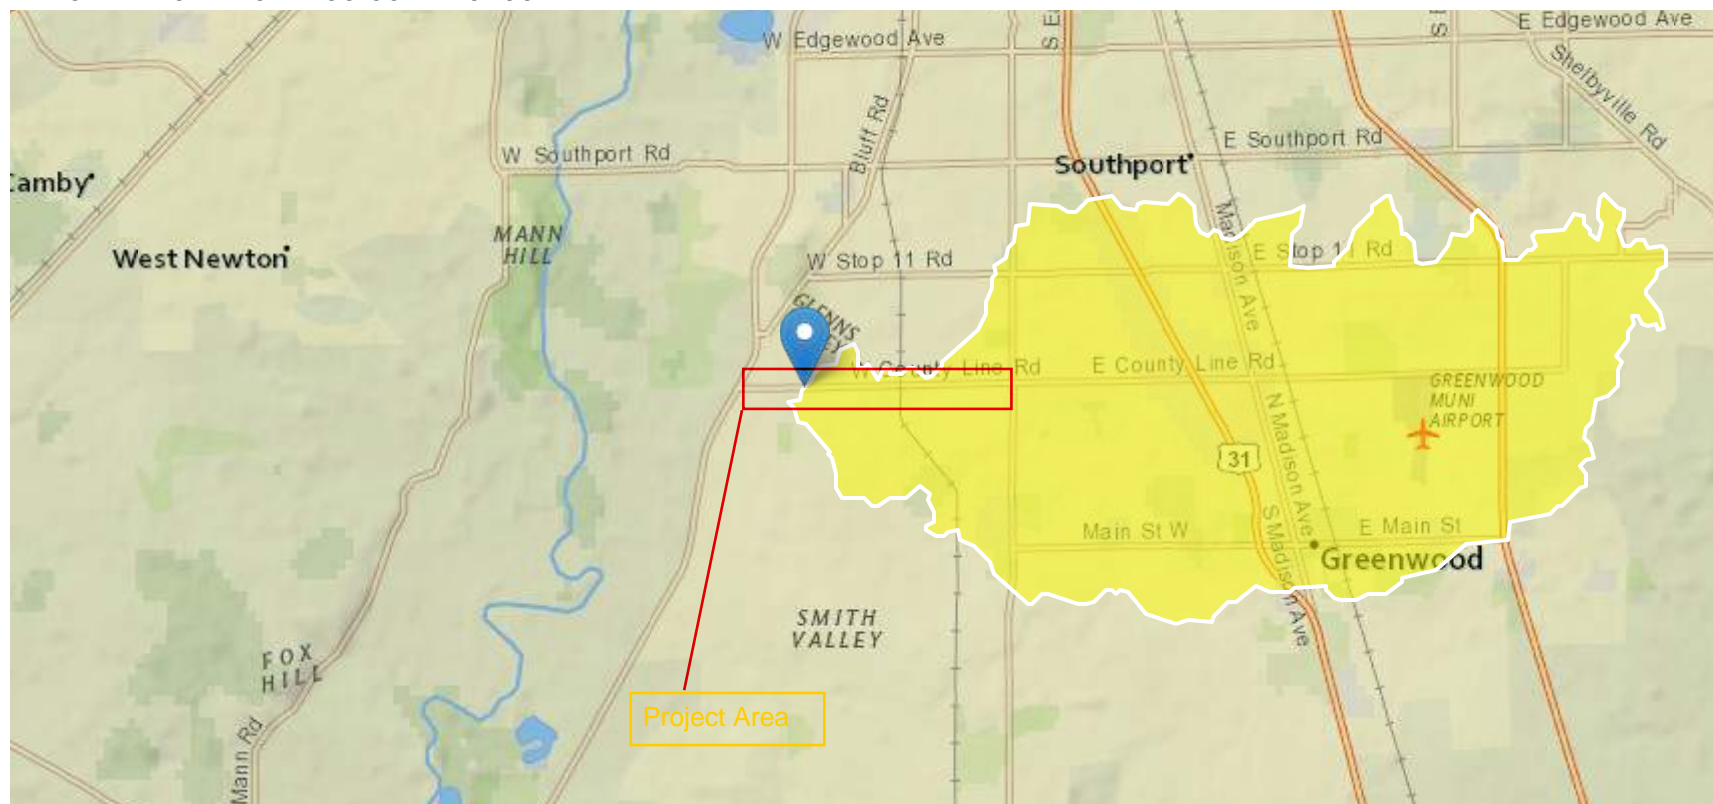 W Edgewood Ave
S E
E Edgewood Ave
Shelbyville Rd
Bluff Rd
E Southport Rd
W Southport Rd
Southport
Camby
MANN
HILL
West Newton
W Stop 11 Rd
E Stop 11 Rd
Madison Ave
GLENNS
W County Line Rd
E County Line Rd
GREENWOOD
MUNI
AIRPORT
N Madison Ave
31
Main St W
E Main St
S Madison Ave
Greenwood
SMITH
VALLEY
FOX
HILL
Project Area
Mann Rd